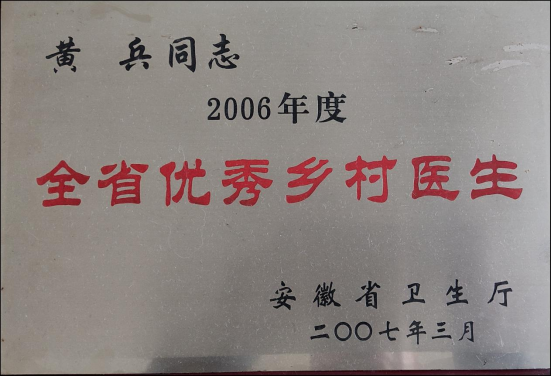 黄兵同志
2006年度
全省优秀乡村医生
安徽省卫生厅
二〇〇七年三月